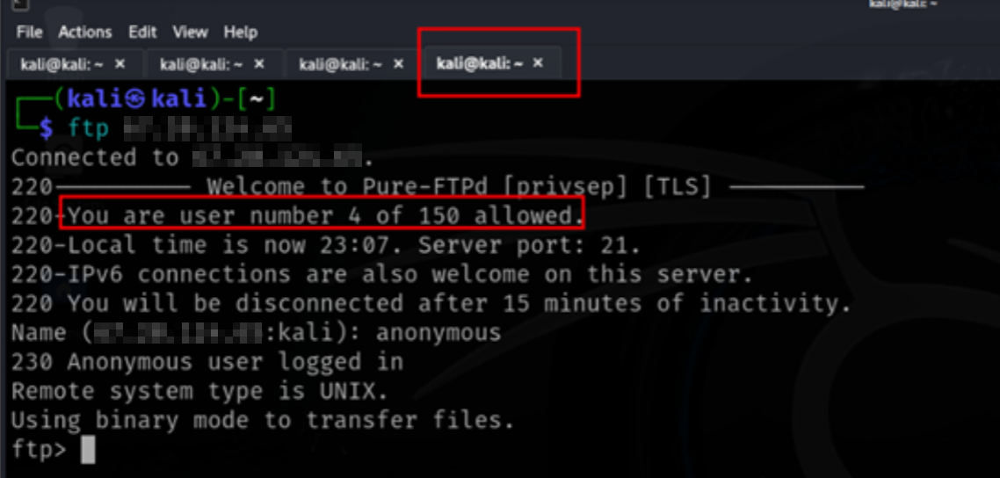 kali@kali: ~
File Actions Edit View Help
kali@kali: ~ × kali@kali: ~ × kali@kali: ~ × kali@kali: ~ ×
(kali㉿kali)-[~]
$ ftp
Connected to .
220---------- Welcome to Pure-FTPd [privsep] [TLS] ----------
220-You are user number 4 of 150 allowed.
220-Local time is now 23:07. Server port: 21.
220-IPv6 connections are also welcome on this server.
220 You will be disconnected after 15 minutes of inactivity.
Name ( :kali): anonymous
230 Anonymous user logged in
Remote system type is UNIX.
Using binary mode to transfer files.
ftp>